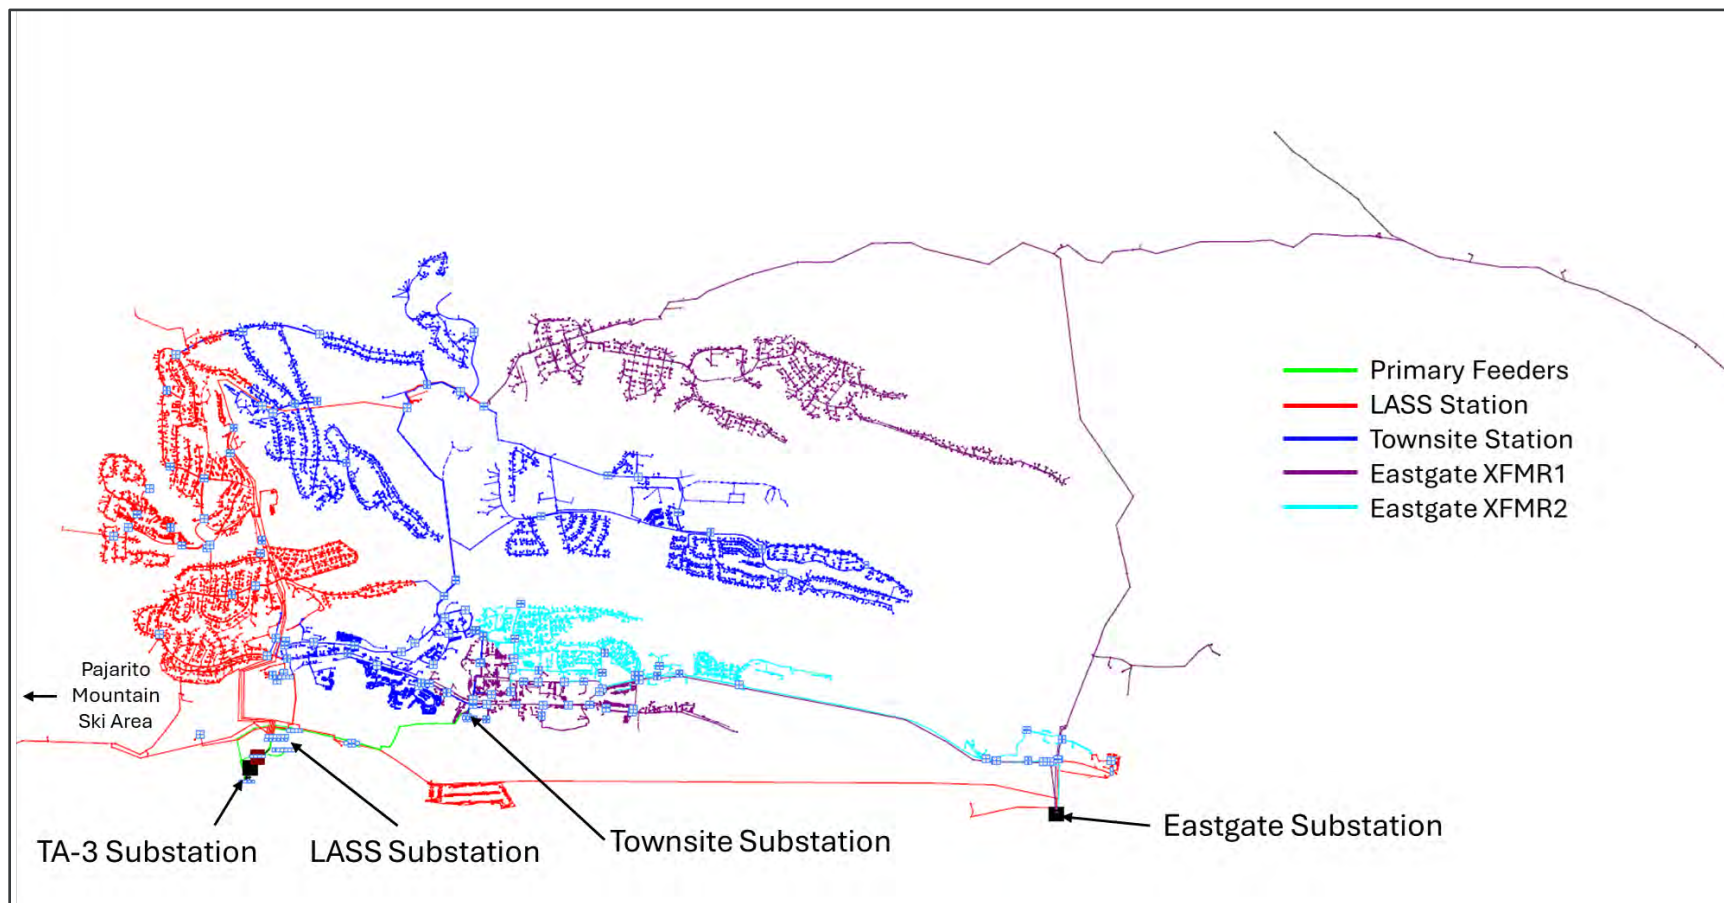 Primary Feeders
LASS Station
Townsite Station
Eastgate XFMR1
Eastgate XFMR2
Pajarito
Mountain
Ski Area
TA-3 Substation
LASS Substation
Townsite Substation
Eastgate Substation